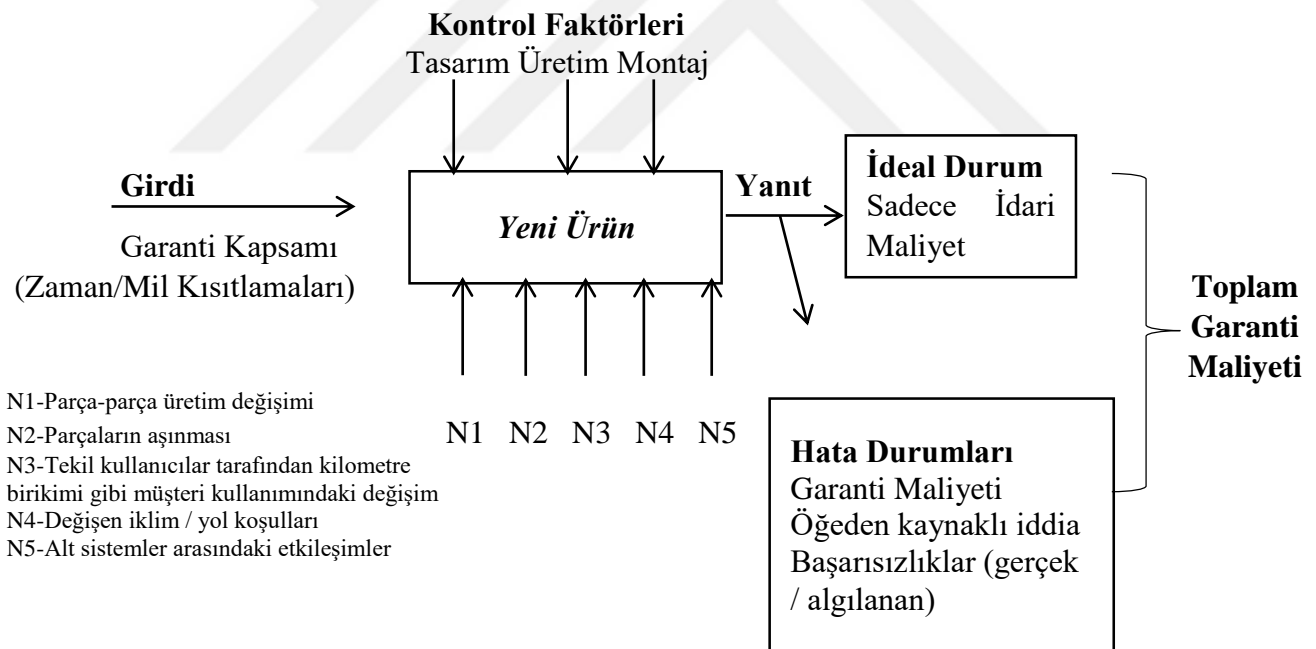 Kontrol Faktörleri
Tasarım Üretim Montaj
Girdi
Garanti Kapsamı
(Zaman/Mil Kısıtlamaları)
Yeni Ürün
Yanıt
İdeal Durum
Sadece İdari
Maliyet
Toplam
Garanti
Maliyeti
N1-Parça-parça üretim değişimi
N2-Parçaların aşınması
N3-Tekil kullanıcılar tarafından kilometre
birikimi gibi müşteri kullanımındaki değişim
N4-Değişen iklim / yol koşulları
N5-Alt sistemler arasındaki etkileşimler
N1 N2 N3 N4 N5
Hata Durumları
Garanti Maliyeti
Öğeden kaynaklı iddia
Başarısızlıklar (gerçek
/ algılanan)